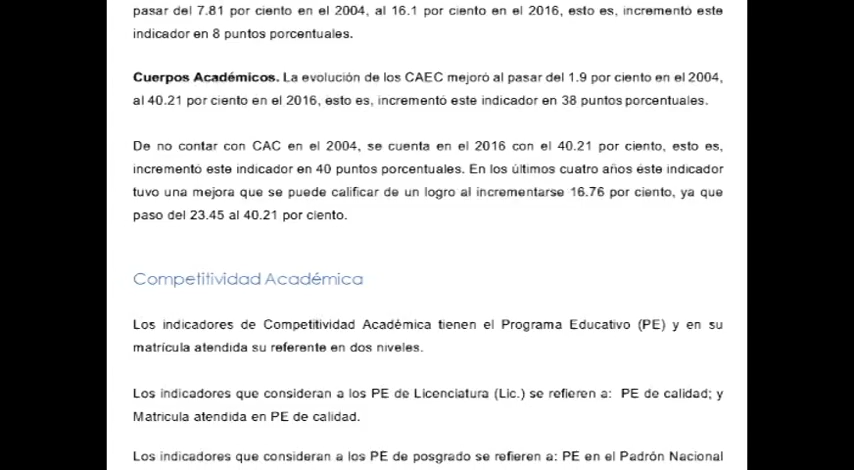 pasar del 7.81 por ciento en el 2004, al 16.1 por ciento en el 2016, esto es, incrementó este
indicador en 8 puntos porcentuales.
Cuerpos Académicos. La evolución de los CAEC mejoró al pasar del 1.9 por ciento en el 2004,
al 40.21 por ciento en el 2016, esto es, incrementó este indicador en 38 puntos porcentuales.
De no contar con CAC en el 2004, se cuenta en el 2016 con el 40.21 por ciento, esto es,
incrementó este indicador en 40 puntos porcentuales. En los últimos cuatro años éste indicador
tuvo una mejora que se puede calificar de un logro al incrementarse 16.76 por ciento, ya que
paso del 23.45 al 40.21 por ciento.
Competitividad Académica
Los indicadores de Competitividad Académica tienen el Programa Educativo (PE) y en su
matrícula atendida su referente en dos niveles.
Los indicadores que consideran a los PE de Licenciatura (Lic.) se refieren a: PE de calidad; y
Matricula atendida en PE de calidad.
Los indicadores que consideran a los PE de posgrado se refieren a: PE en el Padrón Nacional